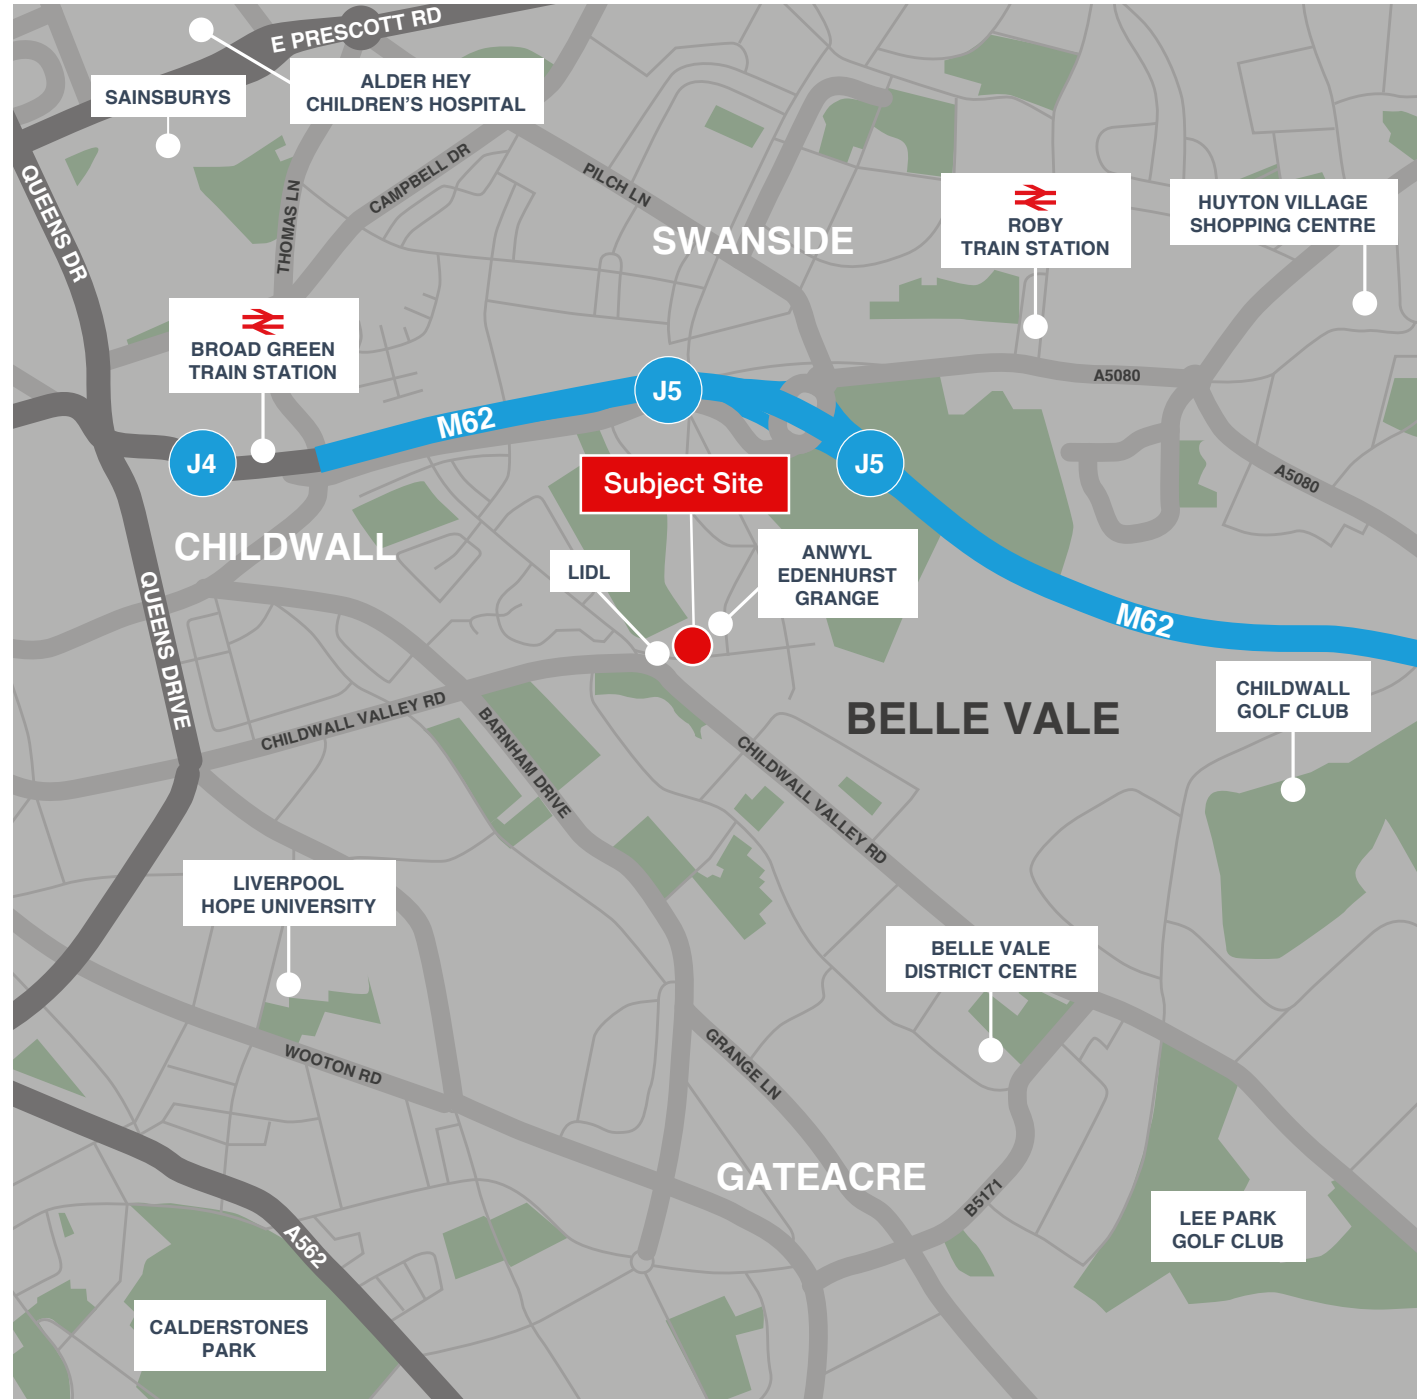 E PRESCOTT RD
ALDER HEY
CHILDREN'S HOSPITAL
SAINSBURYS
QUEENS DR
THOMAS LN
CAMPBELL DR
PILCH LN
SWANSIDE
ROBY
TRAIN STATION
HUYTON VILLAGE
SHOPPING CENTRE
BROAD GREEN
TRAIN STATION
A5080
J5
M62
J4
J5
Subject Site
A5080
CHILDWALL
LIDL
ANWYL
EDENHURST
GRANGE
M62
QUEENS DRIVE
CHILDWALL
GOLF CLUB
CHILDWALL VALLEY RD
BARNHAM DRIVE
BELLE VALE
CHILDWALL VALLEY RD
LIVERPOOL
HOPE UNIVERSITY
BELLE VALE
DISTRICT CENTRE
WOOTON RD
GRANGE LN
GATEACRE
B5171
LEE PARK
GOLF CLUB
A562
CALDERSTONES
PARK